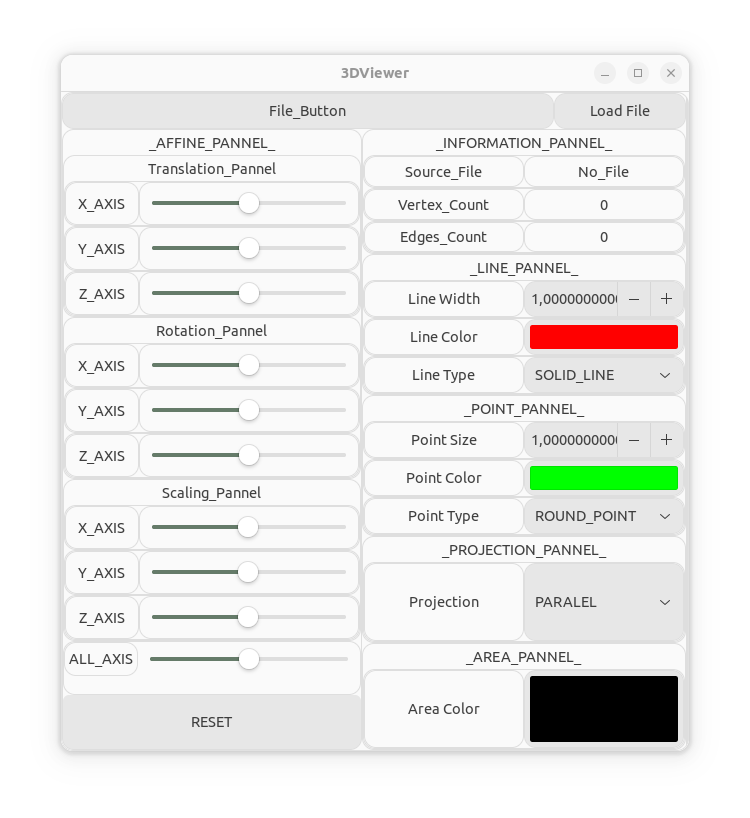 3DViewer
File_Button
Load File
_AFFINE_PANNEL_
Translation_Pannel
X_AXIS
Y_AXIS
Z_AXIS
Rotation_Pannel
X_AXIS
Y_AXIS
Z_AXIS
Scaling_Pannel
X_AXIS
Y_AXIS
Z_AXIS
ALL_AXIS
RESET
_INFORMATION_PANNEL_
Source_File No_File
Vertex_Count 0
Edges_Count 0
_LINE_PANNEL_
Line Width 1,0000000000
Line Color
Line Type SOLID_LINE
_POINT_PANNEL_
Point Size 1,0000000000
Point Color
Point Type ROUND_POINT
_PROJECTION_PANNEL_
Projection PARALEL
_AREA_PANNEL_
Area Color